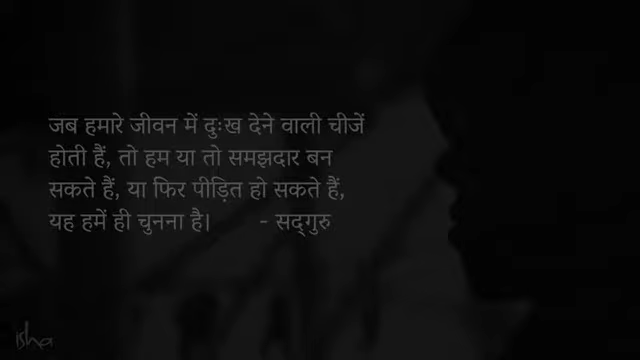 जब हमारे जीवन में दुःख देने वाली चीजें
होती हैं, तो हम या तो समझदार बन
सकते हैं, या फिर पीड़ित हो सकते हैं,
यह हमें ही चुनना है। - सद्गुरु
isha